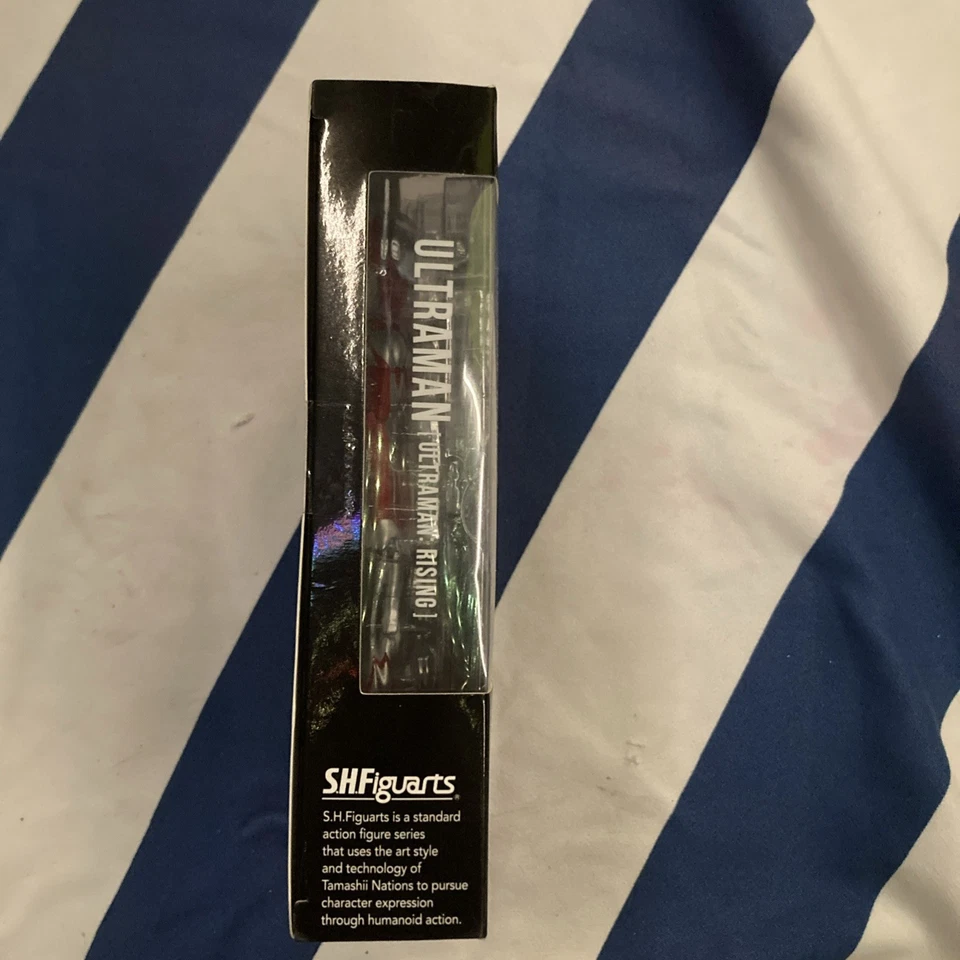 ULTRAMAN [ULTRAMAN: RISING]
S.H.Figuarts
S.H.Figuarts is a standard
action figure series
that uses the art style
and technology of
Tamashii Nations to pursue
character expression
through humanoid action.